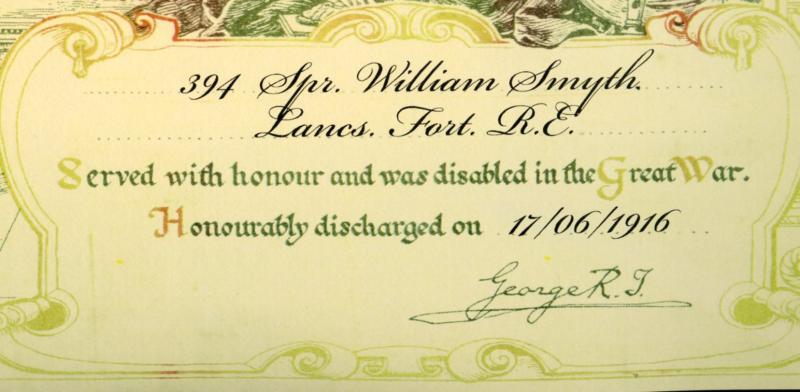 394 Spr. William Smyth.
Lancs. Fort. R.E.
Served with honour and was disabled in the Great War.
Honourably discharged on 17/06/1916
George R. I.